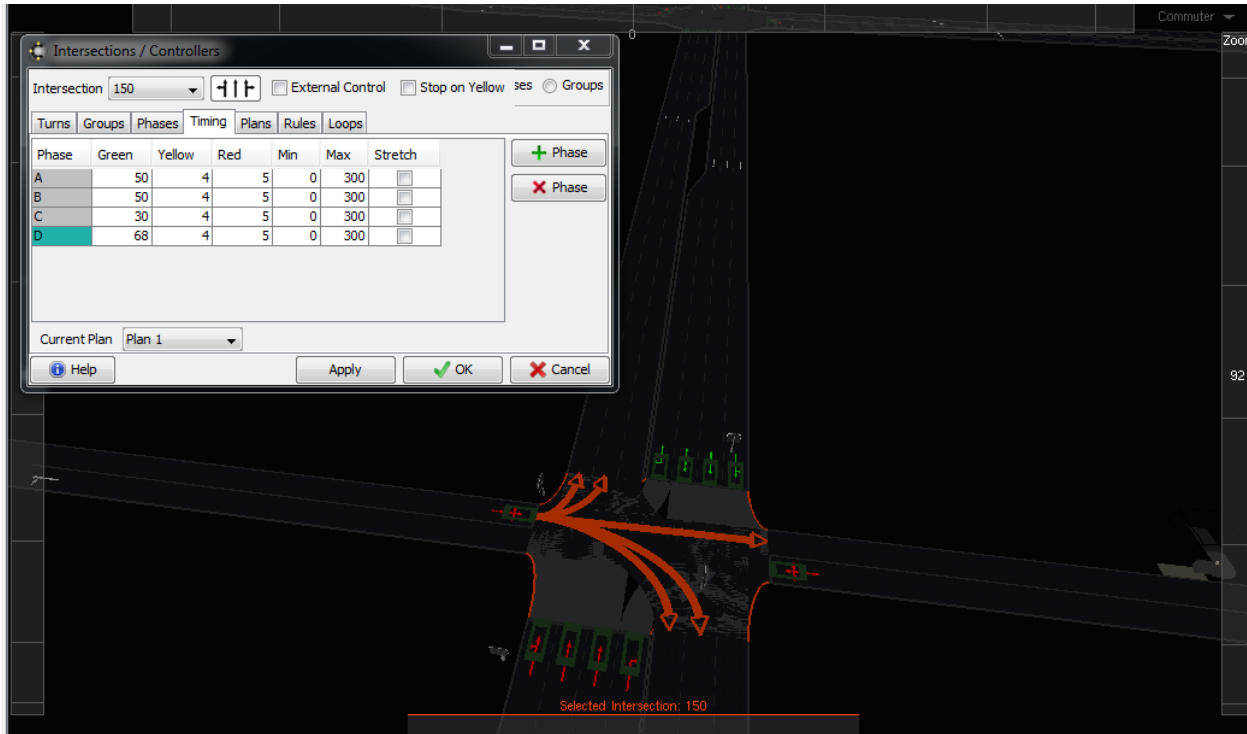 Commuter
Intersections / Controllers
0
Zoom
Intersection 150 External Control Stop on Yellow ses Groups
Turns Groups Phases Timing Plans Rules Loops
Phase Green Yellow Red Min Max Stretch
Phase
A 50 4 5 0 300
Phase
B 50 4 5 0 300
C 30 4 5 0 300
D 68 4 5 0 300
Current Plan Plan 1
Help Apply OK Cancel
92
Selected Intersection: 150